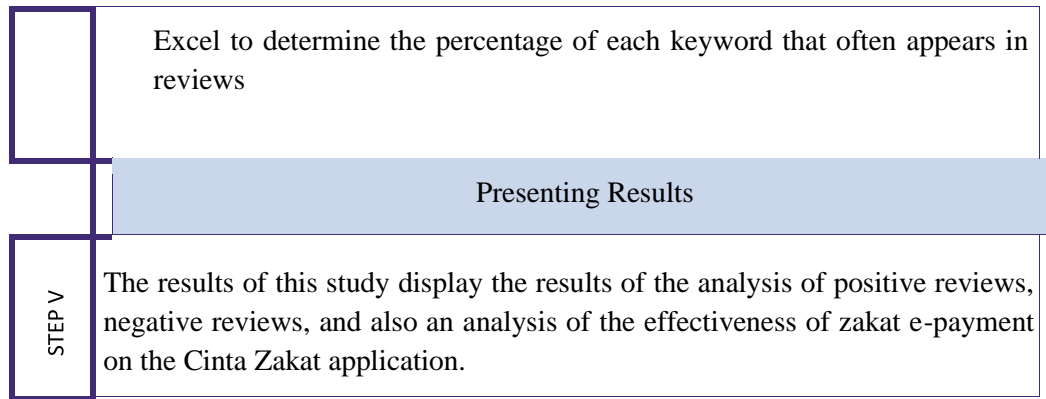 Excel to determine the percentage of each keyword that often appears in
reviews
Presenting Results
STEP V
The results of this study display the results of the analysis of positive reviews,
negative reviews, and also an analysis of the effectiveness of zakat e-payment
on the Cinta Zakat application.